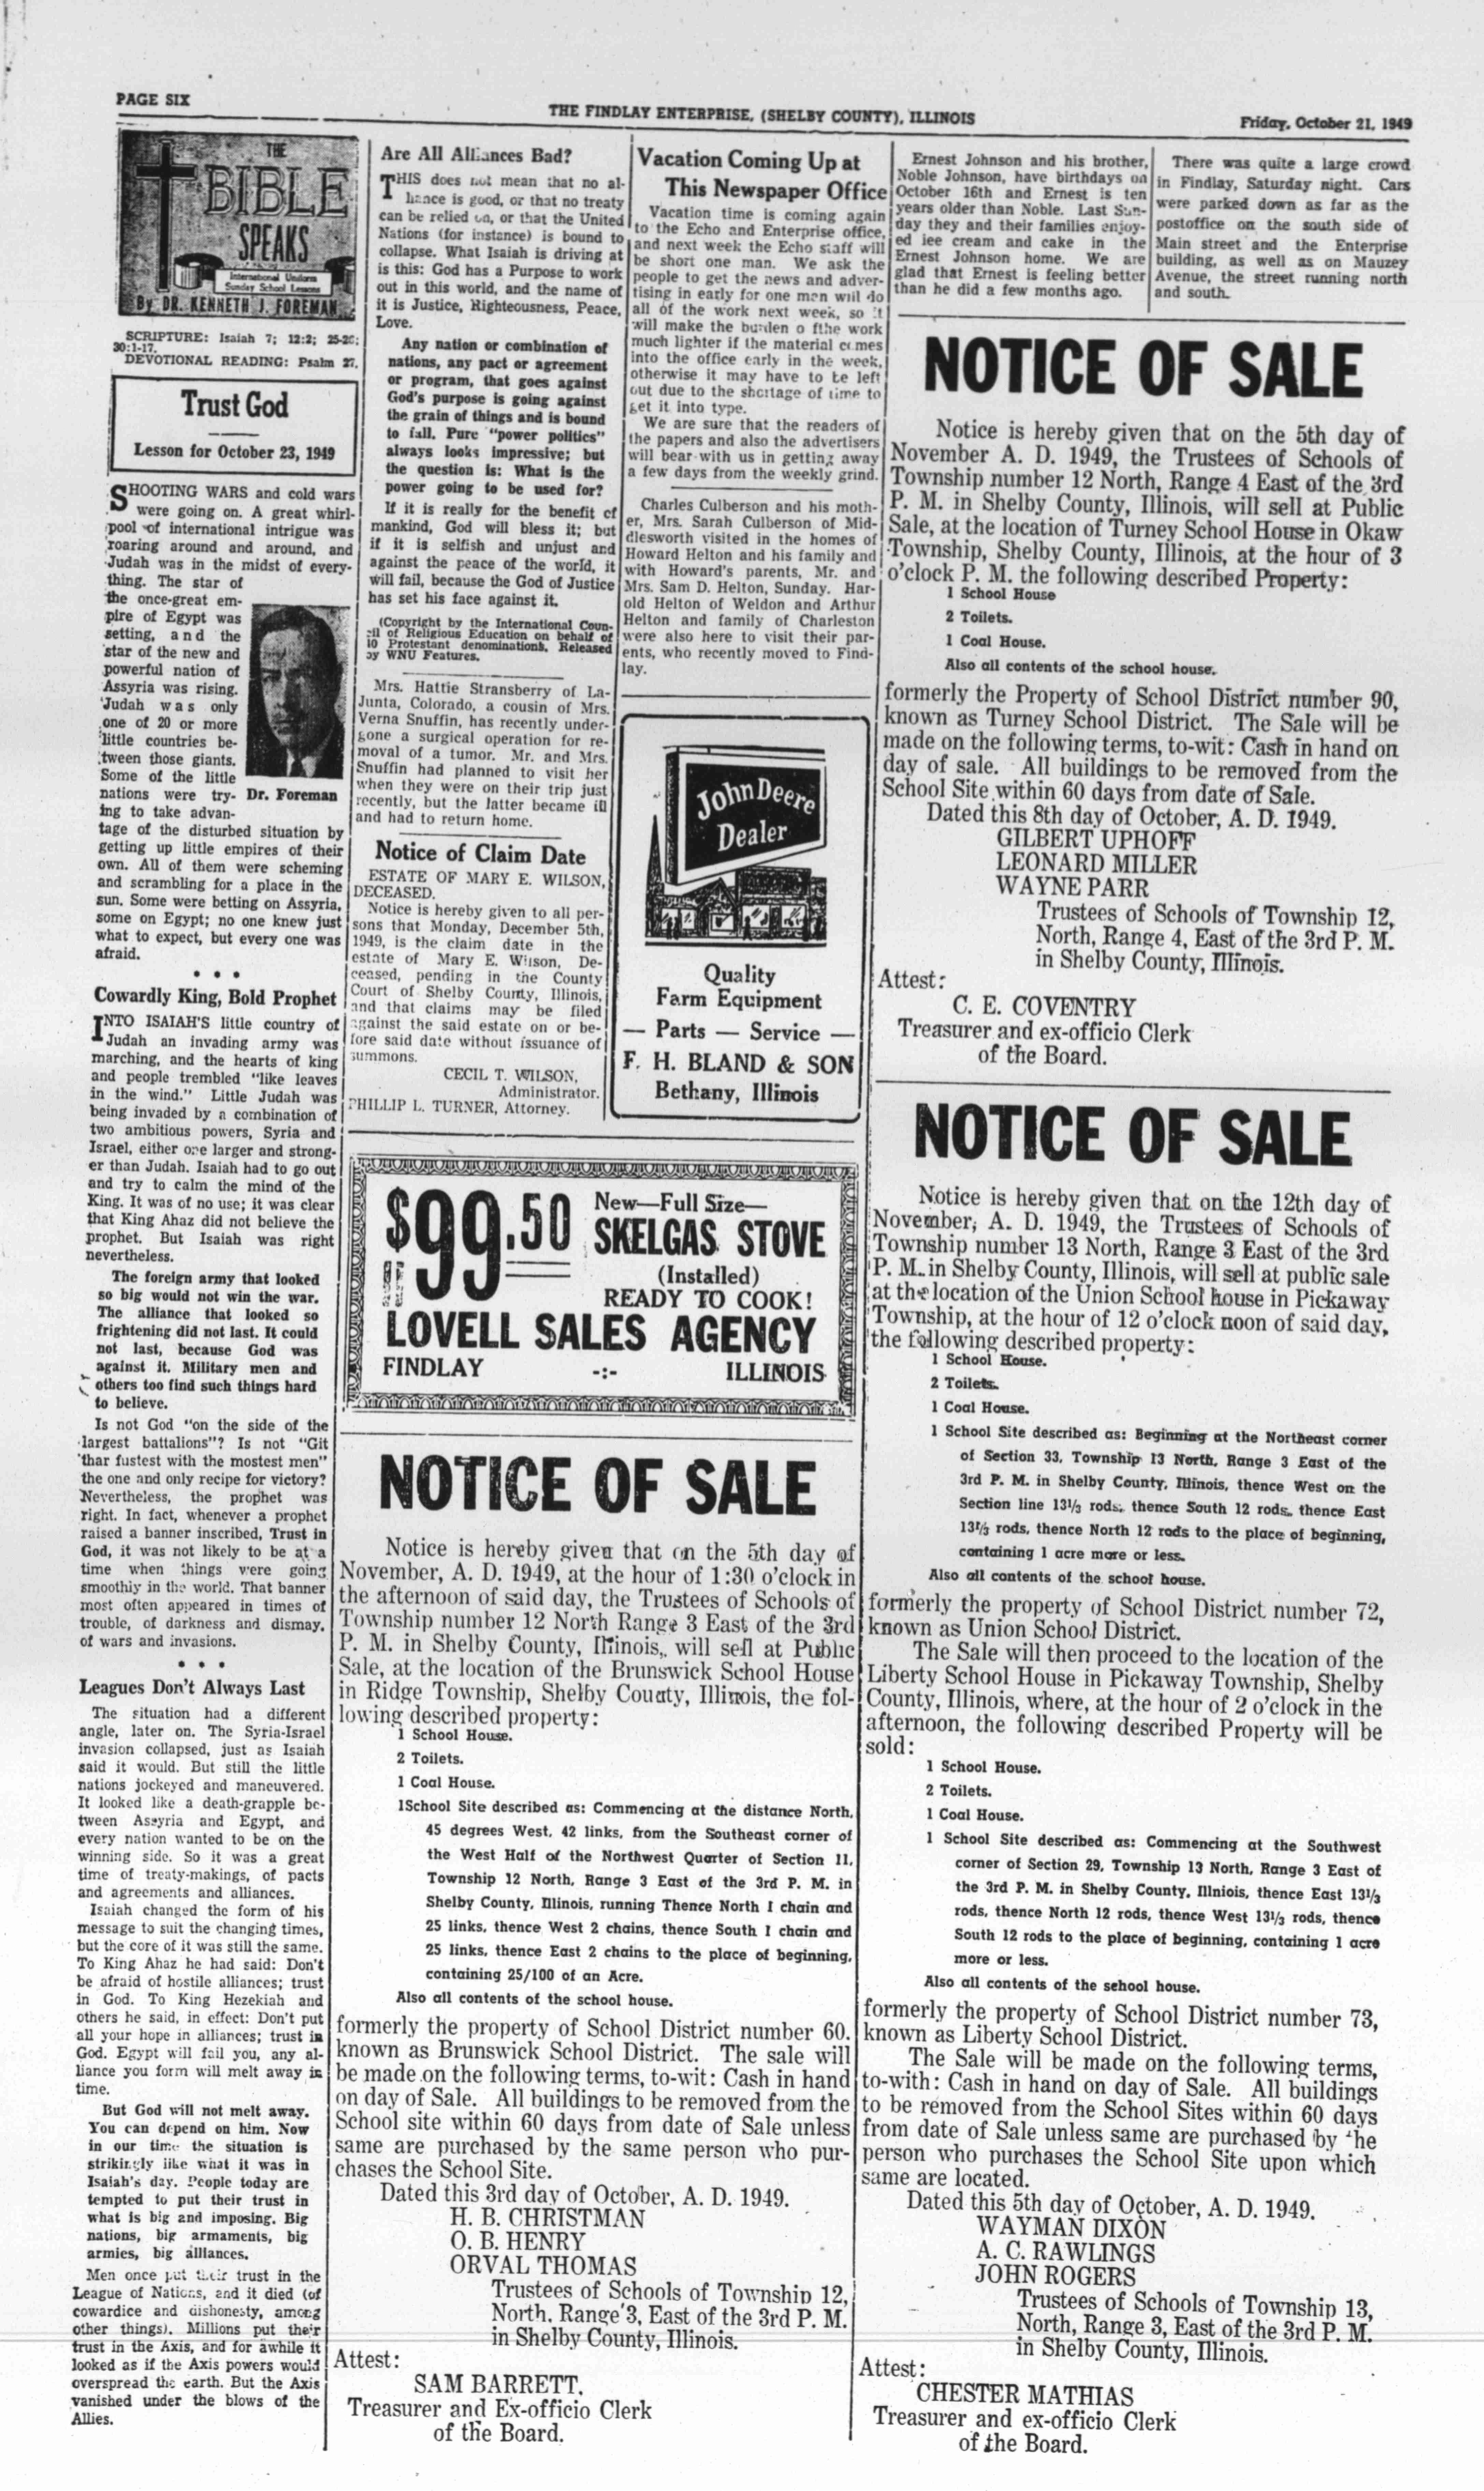 PAGE SIX
THE FINDLAY ENTERPRISE, (SHELBY COUNTY), ILLINOIS
Friday, October 21, 1949
THE
BIBLE
SPEAKS
International Uniform
Sunday School Lessons
By DR. KENNETH J. FOREMAN
SCRIPTURE: Isaiah 7; 12:2; 25-26;
30:1-17.
DEVOTIONAL READING: Psalm 27.
Trust God
Lesson for October 23, 1949
SHOOTING WARS and cold wars
were going on. A great whirl-
pool of international intrigue was
roaring around and around, and
Judah was in the midst of every-
thing. The star of
the once-great em-
pire of Egypt was
setting, and the
star of the new and
powerful nation of
Assyria was rising.
Judah was only
one of 20 or more
little countries be-
tween those giants.
Some of the little
nations were try-
Dr. Foreman
ing to take advan-
tage of the disturbed situation by
getting up little empires of their
own. All of them were scheming
and scrambling for a place in the
sun. Some were betting on Assyria,
some on Egypt; no one knew just
what to expect, but every one was
afraid.
• • •
Cowardly King, Bold Prophet
INTO ISAIAH'S little country of
Judah an invading army was
marching, and the hearts of king
and people trembled "like leaves
in the wind." Little Judah was
being invaded by a combination of
two ambitious powers, Syria and
Israel, either one larger and strong-
er than Judah. Isaiah had to go out
and try to calm the mind of the
King. It was of no use; it was clear
that King Ahaz did not believe the
prophet. But Isaiah was right
nevertheless.
The foreign army that looked
so big would not win the war.
The alliance that looked so
frightening did not last. It could
not last, because God was
against it. Military men and
others too find such things hard
to believe.
Is not God "on the side of the
largest battalions"? Is not "Git
thar fustest with the mostest men"
the one and only recipe for victory?
Nevertheless, the prophet was
right. In fact, whenever a prophet
raised a banner inscribed, Trust in
God, it was not likely to be at a
time when things were going
smoothly in the world. That banner
most often appeared in times of
trouble, of darkness and dismay,
of wars and invasions.
• • •
Leagues Don't Always Last
The situation had a different
angle, later on. The Syria-Israel
invasion collapsed, just as Isaiah
said it would. But still the little
nations jockeyed and maneuvered.
It looked like a death-grapple be-
tween Assyria and Egypt, and
every nation wanted to be on the
winning side. So it was a great
time of treaty-makings, of pacts
and agreements and alliances.
Isaiah changed the form of his
message to suit the changing times,
but the core of it was still the same.
To King Ahaz he had said: Don't
be afraid of hostile alliances; trust
in God. To King Hezekiah and
others he said, in effect: Don't put
all your hope in alliances; trust in
God. Egypt will fail you, any al-
liance you form will melt away in
time.
But God will not melt away.
You can depend on him. Now
in our time the situation is
strikingly like what it was in
Isaiah's day. People today are
tempted to put their trust in
what is big and imposing. Big
nations, big armaments, big
armies, big alliances.
Men once put their trust in the
League of Nations, and it died (of
cowardice and dishonesty, among
other things). Millions put their
trust in the Axis, and for awhile it
looked as if the Axis powers would
overspread the earth. But the Axis
vanished under the blows of the
Allies.
Are All Alliances Bad?
THIS does not mean that no al-
liance is good, or that no treaty
can be relied on, or that the United
Nations (for instance) is bound to
collapse. What Isaiah is driving at
is this: God has a Purpose to work
out in this world, and the name of
it is Justice, Righteousness, Peace,
Love.
Any nation or combination of
nations, any pact or agreement
or program, that goes against
God's purpose is going against
the grain of things and is bound
to fall. Pure "power politics"
always looks impressive; but
the question is: What is the
power going to be used for?
If it is really for the benefit of
mankind, God will bless it; but
if it is selfish and unjust and
against the peace of the world, it
will fail, because the God of Justice
has set his face against it.
(Copyright by the International Coun-
cil of Religious Education on behalf of
40 Protestant denominations. Released
by WNU Features.
Mrs. Hattie Stransberry of La-
Junta, Colorado, a cousin of Mrs.
Verna Snuffin, has recently under-
gone a surgical operation for re-
moval of a tumor. Mr. and Mrs.
Snuffin had planned to visit her
when they were on their trip just
recently, but the latter became ill
and had to return home.
Notice of Claim Date
ESTATE OF MARY E. WILSON,
DECEASED.
Notice is hereby given to all per-
sons that Monday, December 5th,
1949, is the claim date in the
estate of Mary E. Wilson, De-
ceased, pending in the County
Court of Shelby County, Illinois,
and that claims may be filed
against the said estate on or be-
fore said date without issuance of
summons.
CECIL T. WILSON,
Administrator.
PHILLIP L. TURNER, Attorney.
Vacation Coming Up at
This Newspaper Office
Vacation time is coming again
to the Echo and Enterprise office,
and next week the Echo staff will
be short one man. We ask the
people to get the news and adver-
tising in early for one man will do
all of the work next week, so it
will make the burden o fthe work
much lighter if the material comes
into the office early in the week,
otherwise it may have to be left
out due to the shortage of time to
get it into type.
We are sure that the readers of
the papers and also the advertisers
will bear with us in getting away
a few days from the weekly grind.
Charles Culberson and his moth-
er, Mrs. Sarah Culberson of Mid-
dlesworth visited in the homes of
Howard Helton and his family and
with Howard's parents, Mr. and
Mrs. Sam D. Helton, Sunday. Har-
old Helton of Weldon and Arthur
Helton and family of Charleston
were also here to visit their par-
ents, who recently moved to Find-
lay.
John Deere
Dealer
Quality
Farm Equipment
— Parts — Service —
F. H. BLAND & SON
Bethany, Illinois
$99.50
New—Full Size—
SKELGAS STOVE
(Installed)
READY TO COOK!
LOVELL SALES AGENCY
FINDLAY -:- ILLINOIS
NOTICE OF SALE
Notice is hereby given that on the 5th day of
November, A. D. 1949, at the hour of 1:30 o'clock in
the afternoon of said day, the Trustees of Schools of
Township number 12 North Range 3 East of the 3rd
P. M. in Shelby County, Illinois, will sell at Public
Sale, at the location of the Brunswick School House
in Ridge Township, Shelby County, Illinois, the fol-
lowing described property:
1 School House.
2 Toilets.
1 Coal House.
1School Site described as: Commencing at the distance North,
45 degrees West, 42 links, from the Southeast corner of
the West Half of the Northwest Quarter of Section 11,
Township 12 North, Range 3 East of the 3rd P. M. in
Shelby County, Illinois, running Thence North 1 chain and
25 links, thence West 2 chains, thence South 1 chain and
25 links, thence East 2 chains to the place of beginning,
containing 25/100 of an Acre.
Also all contents of the school house.
formerly the property of School District number 60,
known as Brunswick School District. The sale will
be made on the following terms, to-wit: Cash in hand
on day of Sale. All buildings to be removed from the
School site within 60 days from date of Sale unless
same are purchased by the same person who pur-
chases the School Site.
Dated this 3rd day of October, A. D. 1949.
H. B. CHRISTMAN
O. B. HENRY
ORVAL THOMAS
Trustees of Schools of Township 12,
North, Range 3, East of the 3rd P. M.
in Shelby County, Illinois.
Attest:
SAM BARRETT,
Treasurer and Ex-officio Clerk
of the Board.
Ernest Johnson and his brother,
Noble Johnson, have birthdays on
October 16th and Ernest is ten
years older than Noble. Last Sun-
day they and their families enjoy-
ed iee cream and cake in the
Ernest Johnson home. We are
glad that Ernest is feeling better
than he did a few months ago.
There was quite a large crowd
in Findlay, Saturday night. Cars
were parked down as far as the
postoffice on the south side of
Main street and the Enterprise
building, as well as on Mauzey
Avenue, the street running north
and south.
NOTICE OF SALE
Notice is hereby given that on the 5th day of
November A. D. 1949, the Trustees of Schools of
Township number 12 North, Range 4 East of the 3rd
P. M. in Shelby County, Illinois, will sell at Public
Sale, at the location of Turney School House in Okaw
Township, Shelby County, Illinois, at the hour of 3
o'clock P. M. the following described Property:
1 School House
2 Toilets.
1 Coal House.
Also all contents of the school house.
formerly the Property of School District number 90,
known as Turney School District. The Sale will be
made on the following terms, to-wit: Cash in hand on
day of sale. All buildings to be removed from the
School Site within 60 days from date of Sale.
Dated this 8th day of October, A. D. 1949.
GILBERT UPHOFF
LEONARD MILLER
WAYNE PARR
Trustees of Schools of Township 12,
North, Range 4, East of the 3rd P. M.
in Shelby County, Illinois.
Attest:
C. E. COVENTRY
Treasurer and ex-officio Clerk
of the Board.
NOTICE OF SALE
Notice is hereby given that on the 12th day of
November, A. D. 1949, the Trustees of Schools of
Township number 13 North, Range 3 East of the 3rd
P. M. in Shelby County, Illinois, will sell at public sale
at the location of the Union School house in Pickaway
Township, at the hour of 12 o'clock noon of said day,
the following described property:
1 School House.
2 Toilets.
1 Coal House.
1 School Site described as: Beginning at the Northeast corner
of Section 33, Township 13 North, Range 3 East of the
3rd P. M. in Shelby County, Illinois, thence West on the
Section line 13⅓ rods, thence South 12 rods, thence East
13⅓ rods, thence North 12 rods to the place of beginning,
containing 1 acre more or less.
Also all contents of the school house.
formerly the property of School District number 72,
known as Union School District.
The Sale will then proceed to the location of the
Liberty School House in Pickaway Township, Shelby
County, Illinois, where, at the hour of 2 o'clock in the
afternoon, the following described Property will be
sold:
1 School House.
2 Toilets.
1 Coal House.
1 School Site described as: Commencing at the Southwest
corner of Section 29, Township 13 North, Range 3 East of
the 3rd P. M. in Shelby County, Illniois, thence East 13⅓
rods, thence North 12 rods, thence West 13⅓ rods, thence
South 12 rods to the place of beginning, containing 1 acre
more or less.
Also all contents of the school house.
formerly the property of School District number 73,
known as Liberty School District.
The Sale will be made on the following terms,
to-with: Cash in hand on day of Sale. All buildings
to be removed from the School Sites within 60 days
from date of Sale unless same are purchased by the
person who purchases the School Site upon which
same are located.
Dated this 5th day of October, A. D. 1949.
WAYMAN DIXON
A. C. RAWLINGS
JOHN ROGERS
Trustees of Schools of Township 13,
North, Range 3, East of the 3rd P. M.
in Shelby County, Illinois.
Attest:
CHESTER MATHIAS
Treasurer and ex-officio Clerk
of the Board.